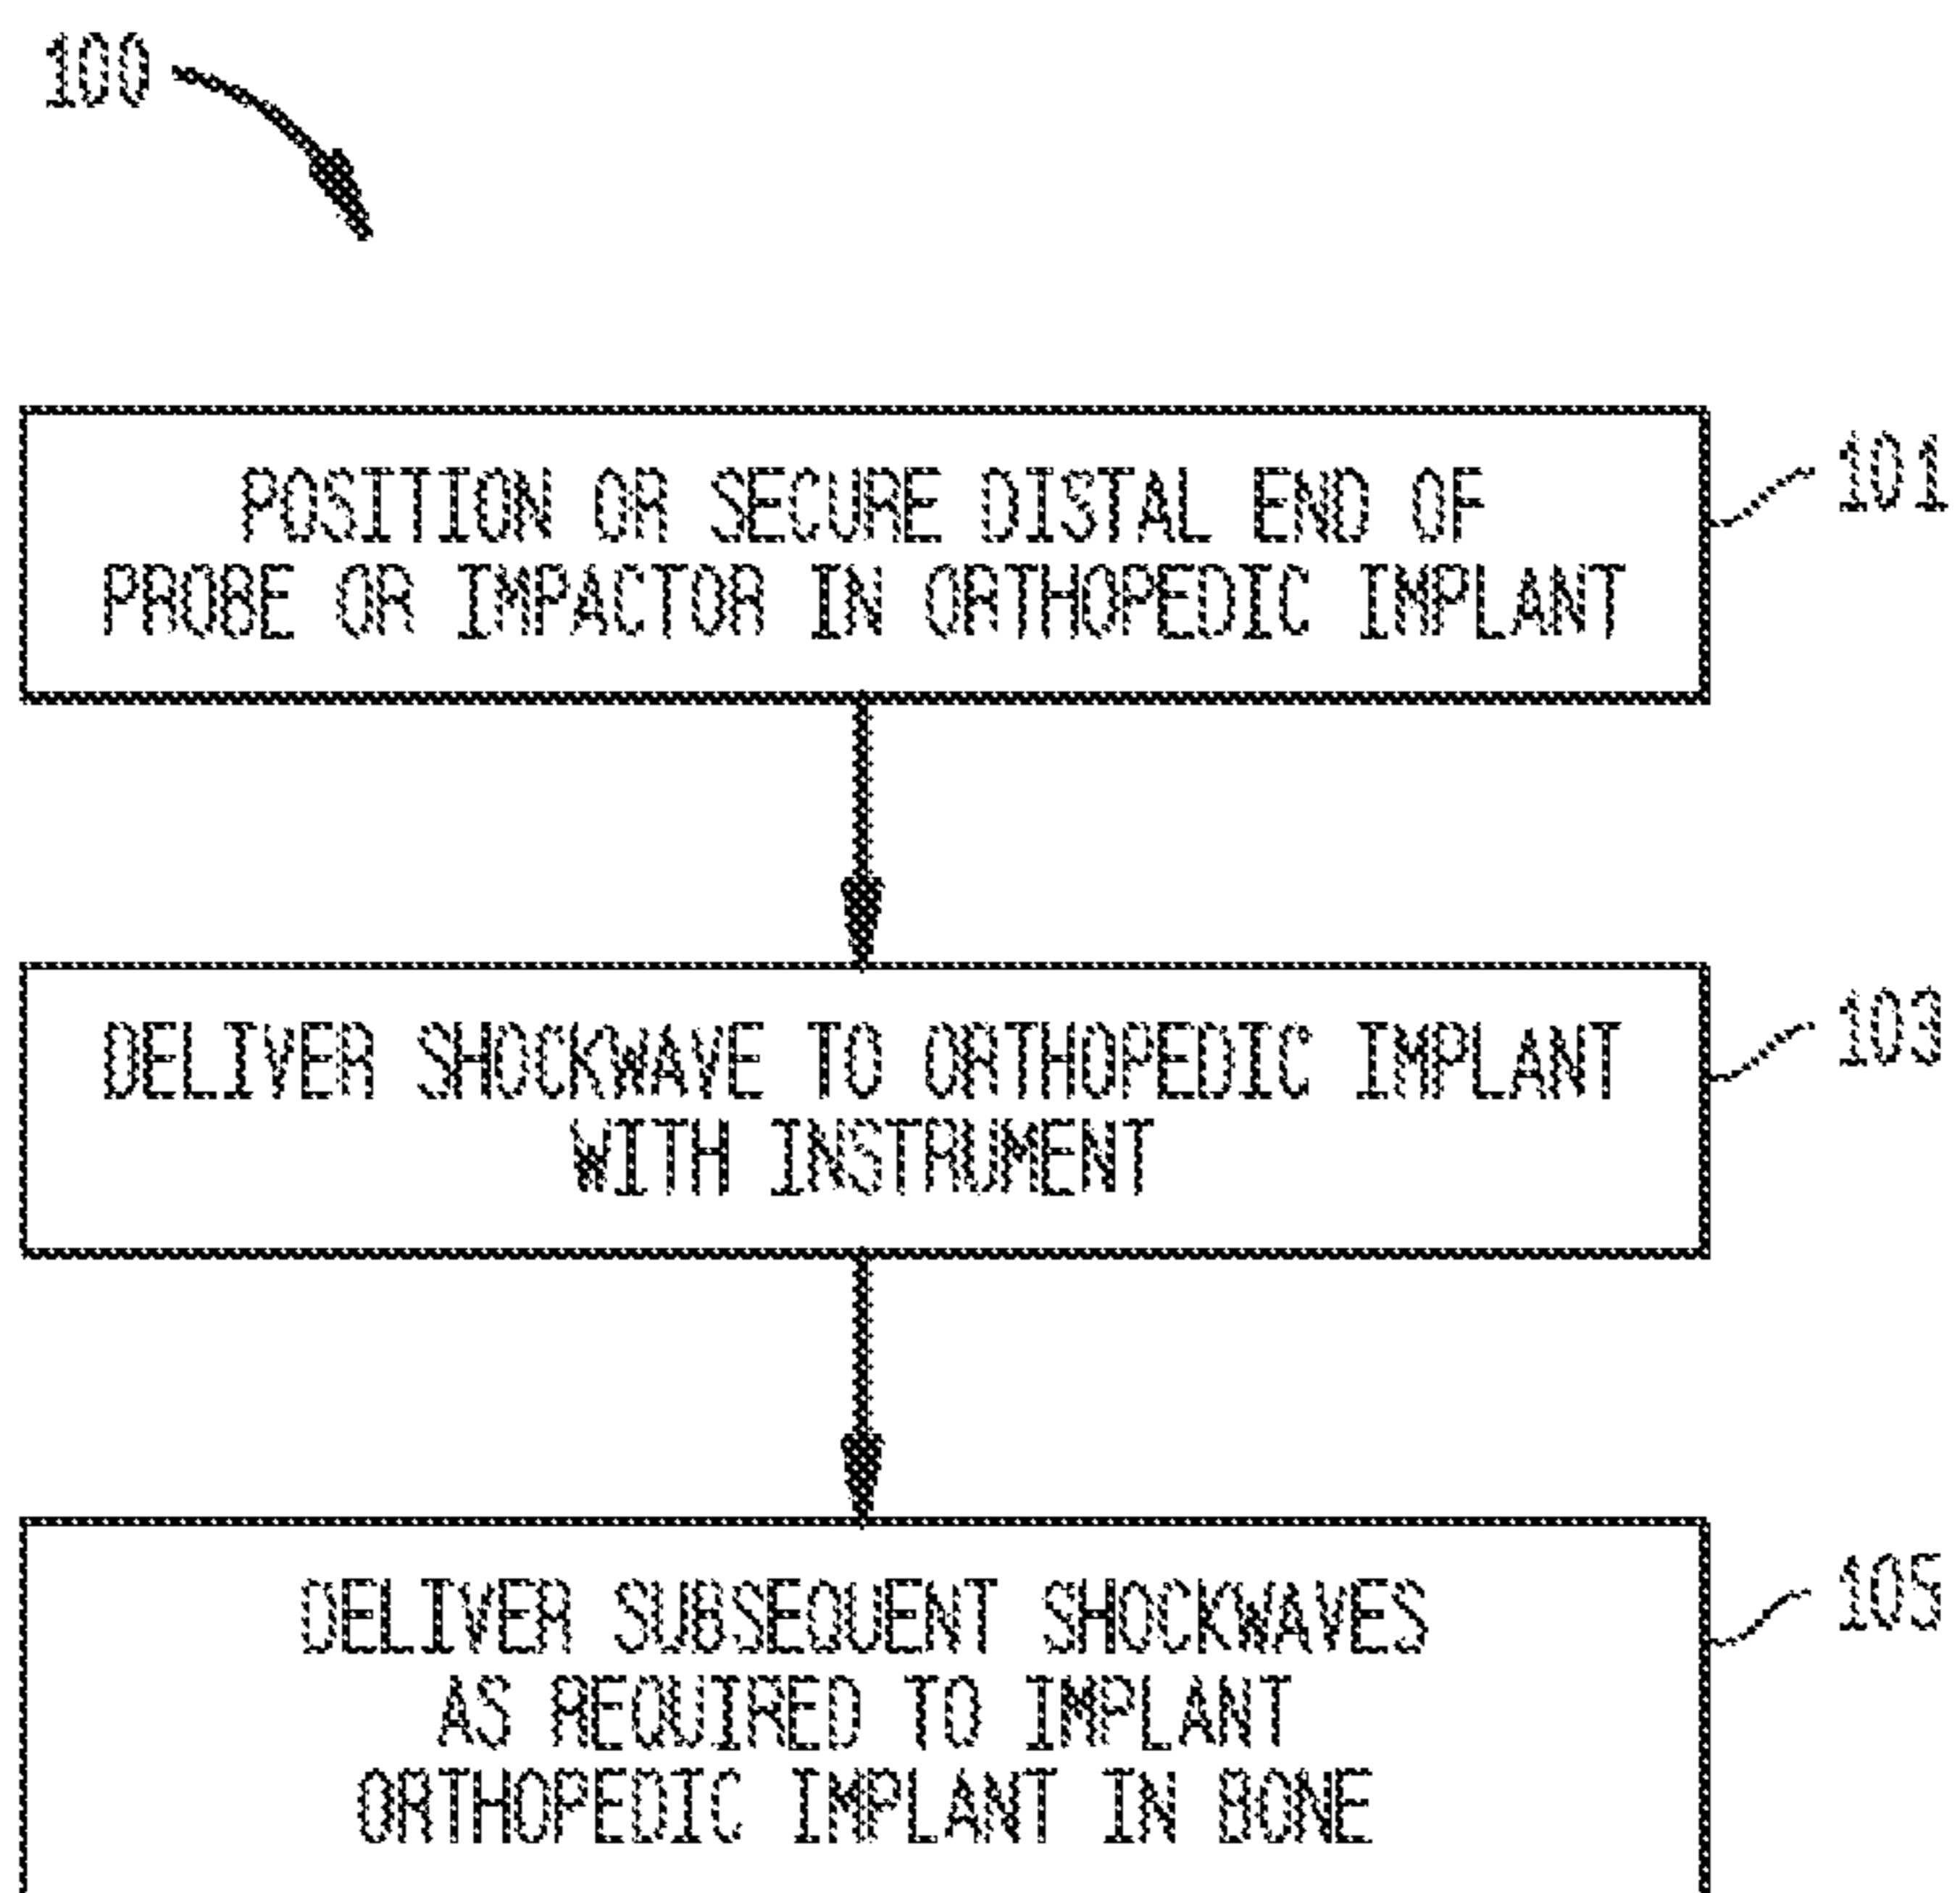 100
POSITION OR SECURE DISTAL END OF
PROBE OR IMPACTOR IN ORTHOPEDIC IMPLANT
101
DELIVER SHOCKWAVE TO ORTHOPEDIC IMPLANT
WITH INSTRUMENT
103
DELIVER SUBSEQUENT SHOCKWAVES
AS REQUIRED TO IMPLANT
ORTHOPEDIC IMPLANT IN BONE
105